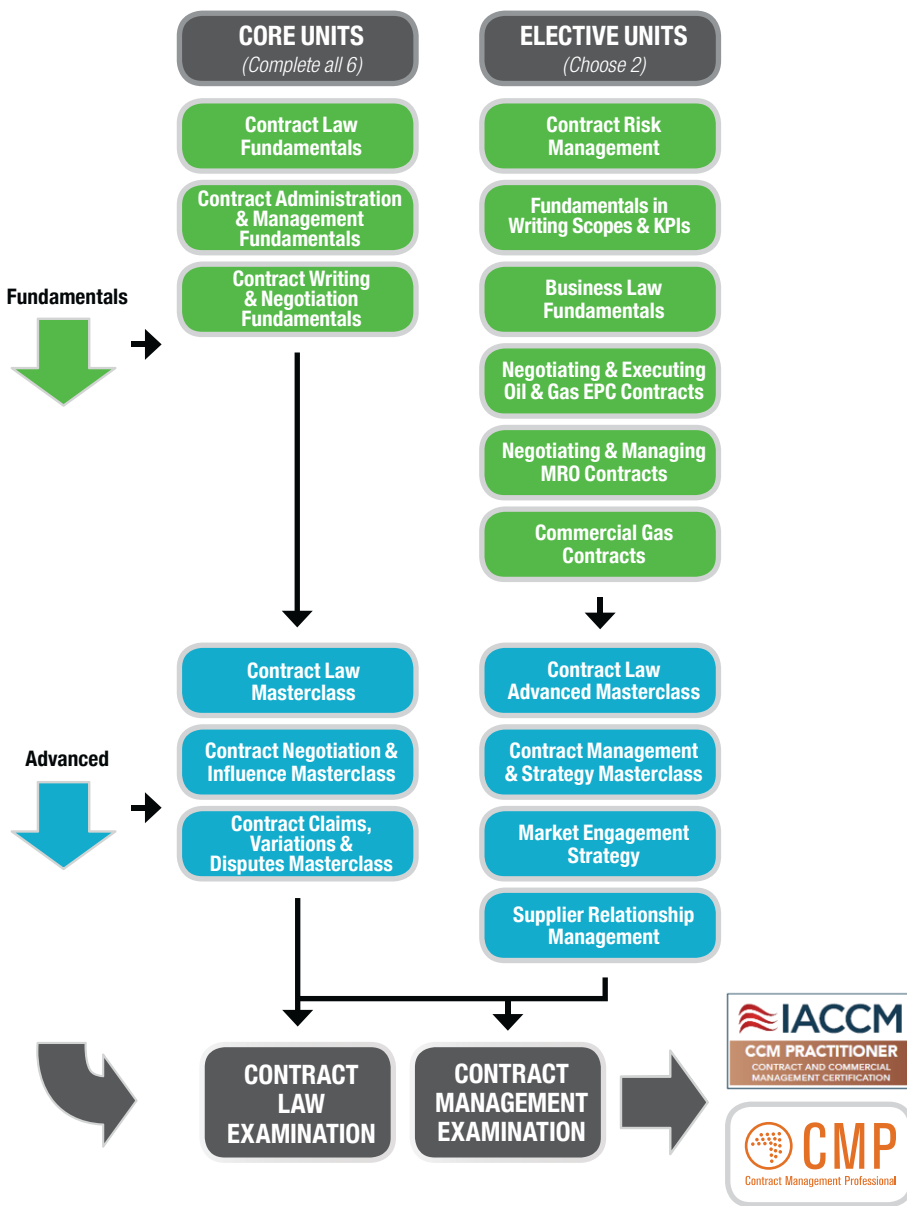 CORE UNITS
(Complete all 6)
ELECTIVE UNITS
(Choose 2)
Contract Law
Fundamentals
Contract Administration
& Management
Fundamentals
Contract Writing
& Negotiation
Fundamentals
Fundamentals
Contract Risk
Management
Fundamentals in
Writing Scopes & KPIs
Business Law
Fundamentals
Negotiating & Executing
Oil & Gas EPC Contracts
Negotiating & Managing
MRO Contracts
Commercial Gas
Contracts
Contract Law
Masterclass
Contract Negotiation &
Influence Masterclass
Contract Claims,
Variations &
Disputes Masterclass
Advanced
Contract Law
Advanced Masterclass
Contract Management
& Strategy Masterclass
Market Engagement
Strategy
Supplier Relationship
Management
CONTRACT
LAW
EXAMINATION
CONTRACT
MANAGEMENT
EXAMINATION
IACCM
CCM PRACTITIONER
CONTRACT AND COMMERCIAL
MANAGEMENT CERTIFICATION
CMP
Contract Management Professional